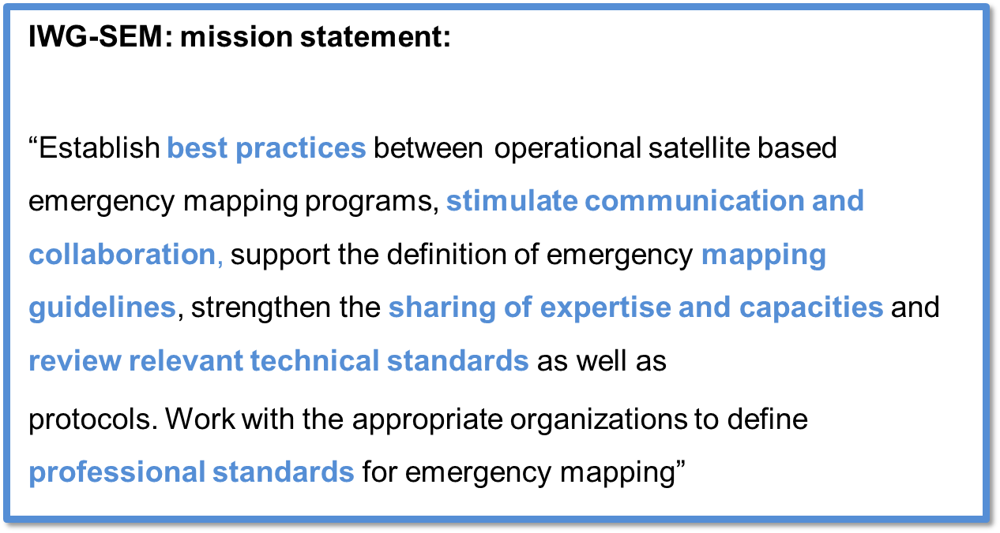 IWG-SEM: mission statement:
“Establish best practices between operational satellite based
emergency mapping programs, stimulate communication and
collaboration, support the definition of emergency mapping
guidelines, strengthen the sharing of expertise and capacities and
review relevant technical standards as well as
protocols. Work with the appropriate organizations to define
professional standards for emergency mapping”